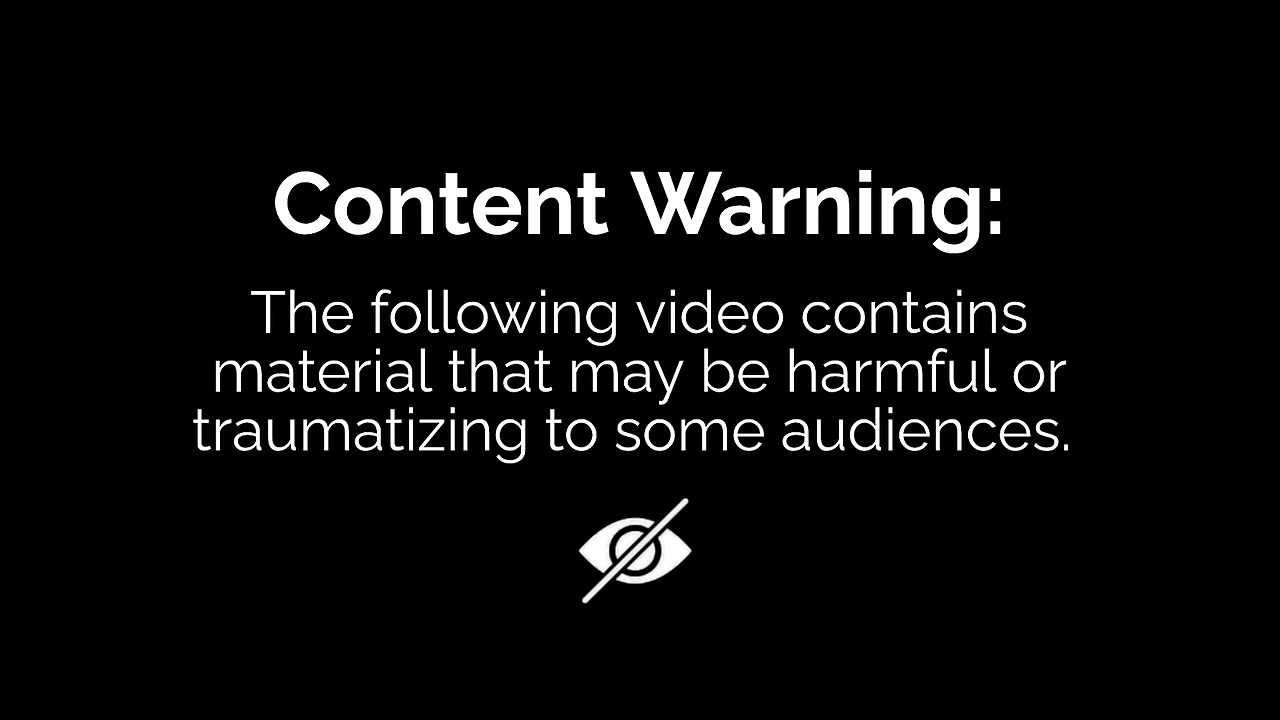 Content Warning:
The following video contains
material that may be harmful or
traumatizing to some audiences.